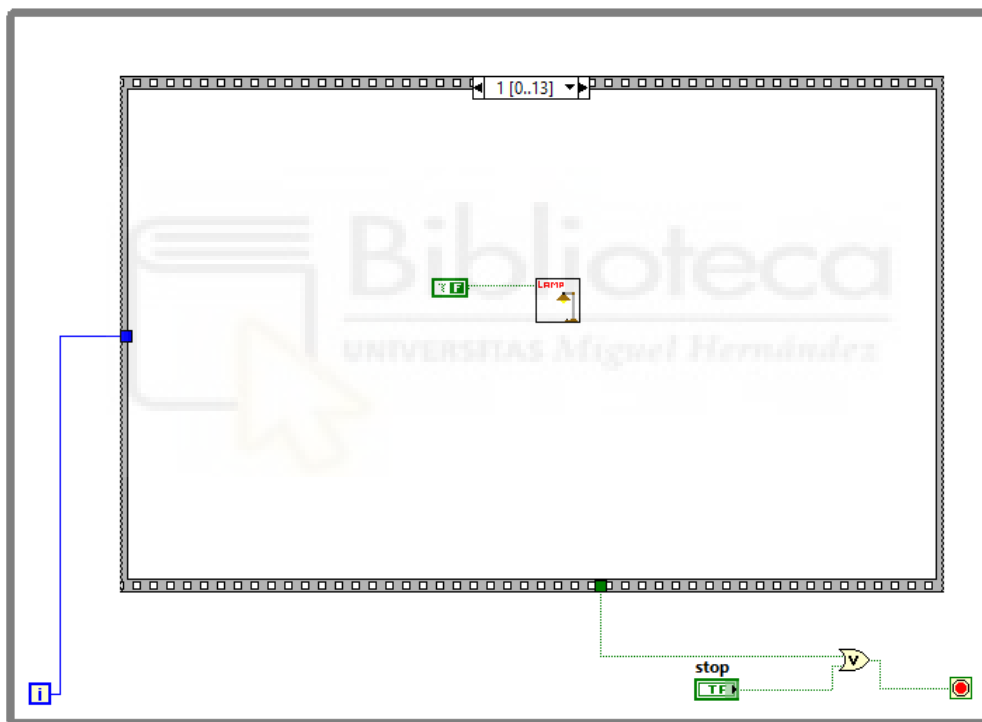 1 [0..13]
Biblioteca
LAMP
F
UNIVERSITAS Miguel Hernández
stop
TF
V
i